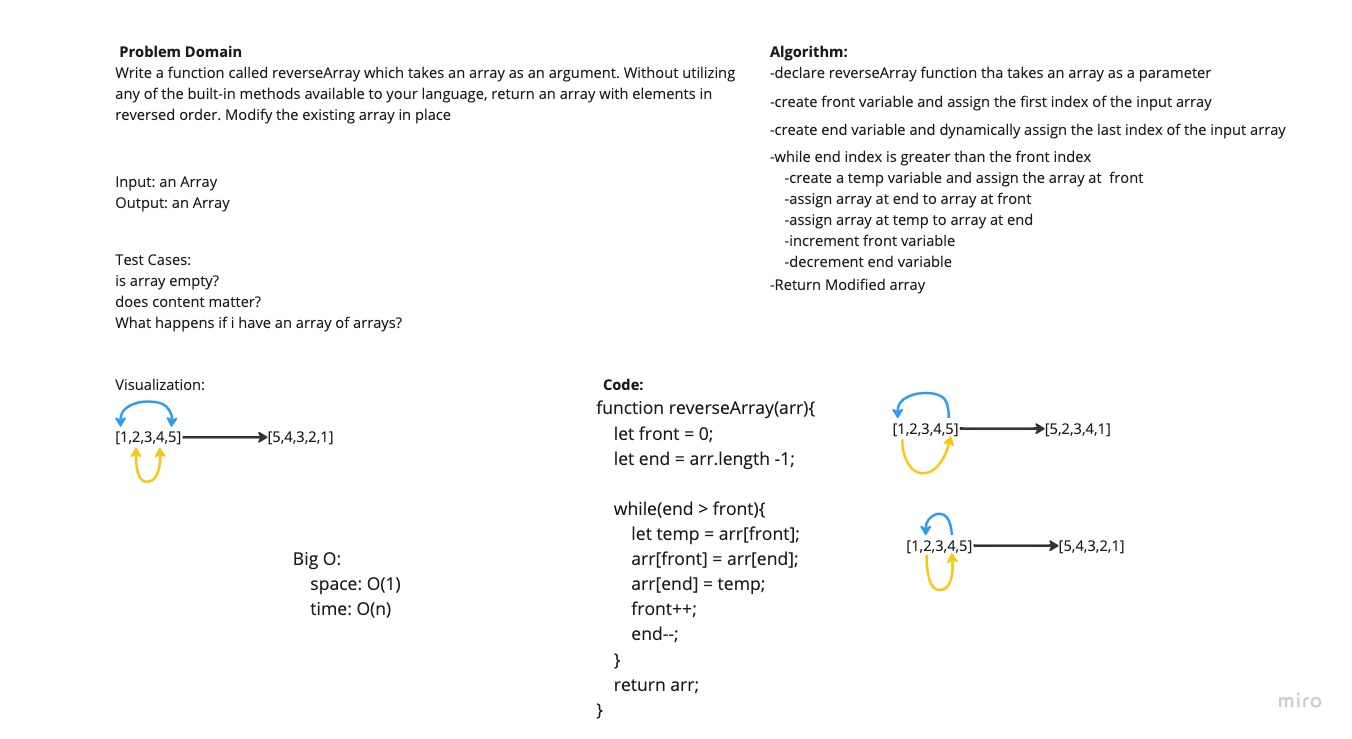 Problem Domain
Write a function called reverseArray which takes an array as an argument. Without utilizing
any of the built-in methods available to your language, return an array with elements in
reversed order. Modify the existing array in place
Input: an Array
Output: an Array
Test Cases:
is array empty?
does content matter?
What happens if i have an array of arrays?
Visualization:
[1,2,3,4,5]
[5,4,3,2,1]
Big O:
space: O(1)
time: O(n)
Algorithm:
-declare reverseArray function tha takes an array as a parameter
-create front variable and assign the first index of the input array
-create end variable and dynamically assign the last index of the input array
-while end index is greater than the front index
-create a temp variable and assign the array at  front
-assign array at end to array at front
-assign array at temp to array at end
-increment front variable
-decrement end variable
-Return Modified array
Code:
function reverseArray(arr){
let front = 0;
let end = arr.length -1;
while(end > front){
let temp = arr[front];
arr[front] = arr[end];
arr[end] = temp;
front++;
end--;
}
return arr;
}
[1,2,3,4,5]
[5,2,3,4,1]
[1,2,3,4,5]
[5,4,3,2,1]
miro